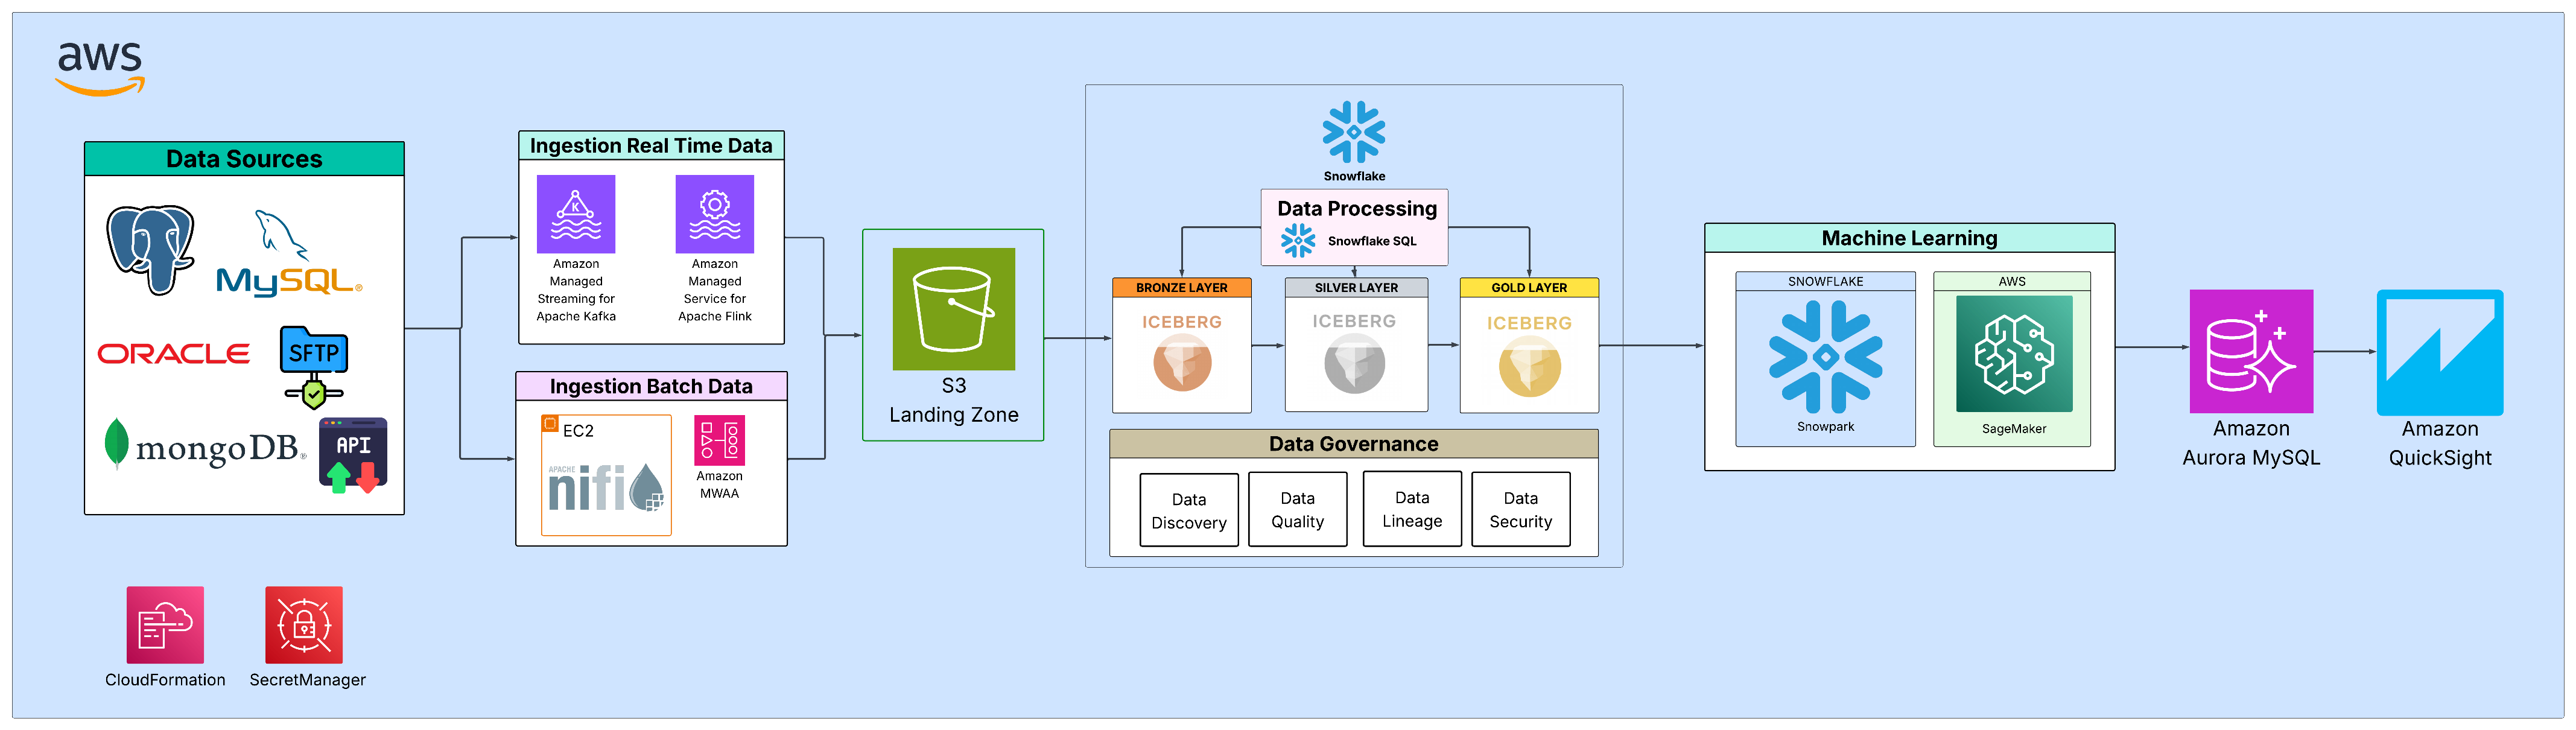 aws
Data Sources
MySQL®
ORACLE
SFTP
mongoDB®
API
CloudFormation
SecretManager
Ingestion Real Time Data
K
Amazon
Managed
Streaming for
Apache Kafka
Amazon
Managed
Service for
Apache Flink
Ingestion Batch Data
EC2
APACHE
nifi
Amazon
MWAA
S3
Landing Zone
Snowflake
Data Processing
Snowflake SQL
BRONZE LAYER
ICEBERG
SILVER LAYER
ICEBERG
GOLD LAYER
ICEBERG
Data Governance
Data
Discovery
Data
Quality
Data
Lineage
Data
Security
Machine Learning
SNOWFLAKE
Snowpark
AWS
SageMaker
Amazon
Aurora MySQL
Amazon
QuickSight